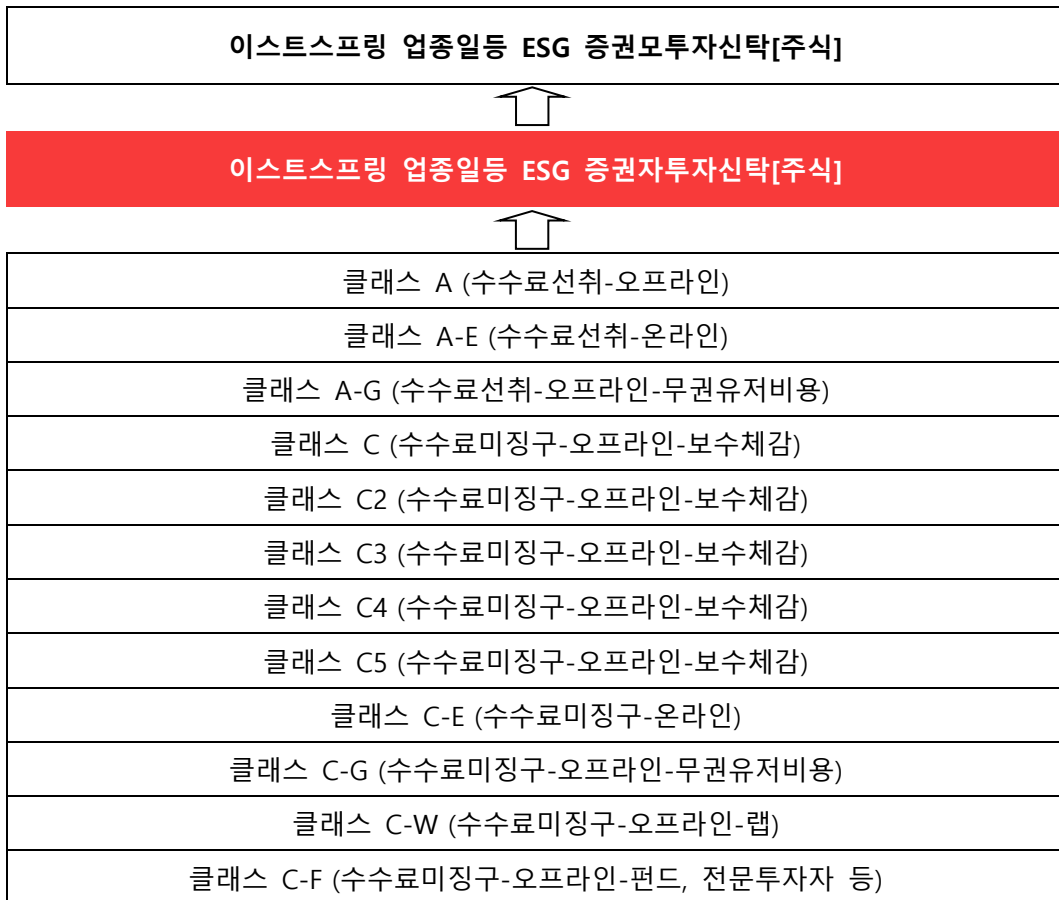 이스트스프링 업종일등 ESG 증권모투자신탁[주식]
이스트스프링 업종일등 ESG 증권자투자신탁[주식]
클래스 A (수수료선취-오프라인)
클래스 A-E (수수료선취-온라인)
클래스 A-G (수수료선취-오프라인-무권유저비용)
클래스 C (수수료미징구-오프라인-보수체감)
클래스 C2 (수수료미징구-오프라인-보수체감)
클래스 C3 (수수료미징구-오프라인-보수체감)
클래스 C4 (수수료미징구-오프라인-보수체감)
클래스 C5 (수수료미징구-오프라인-보수체감)
클래스 C-E (수수료미징구-온라인)
클래스 C-G (수수료미징구-오프라인-무권유저비용)
클래스 C-W (수수료미징구-오프라인-랩)
클래스 C-F (수수료미징구-오프라인-펀드, 전문투자자 등)